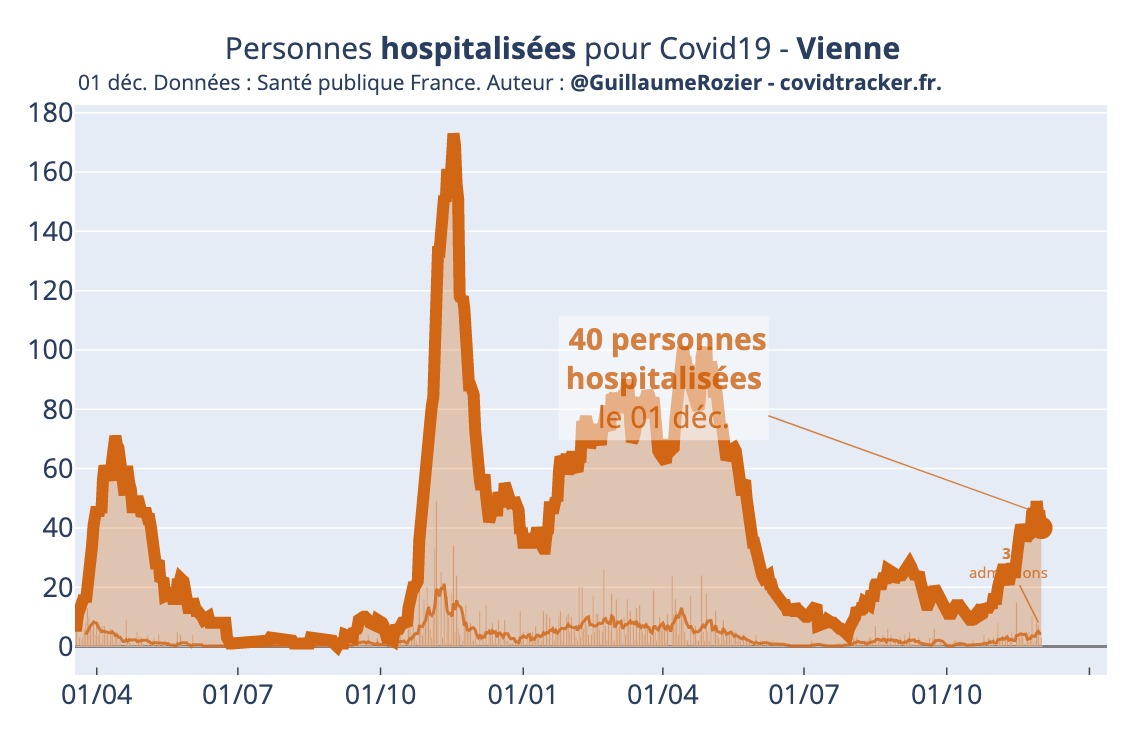 Personnes hospitalisées pour Covid19 - Vienne
01 déc. Données : Santé publique France. Auteur : @GuillaumeRozier - covidtracker.fr.
180
160
140
120
100
80
60
40
20
0
40 personnes
hospitalisées
le 01 déc.
3
01/04 01/07 01/10 01/01 01/04 01/07 01/10